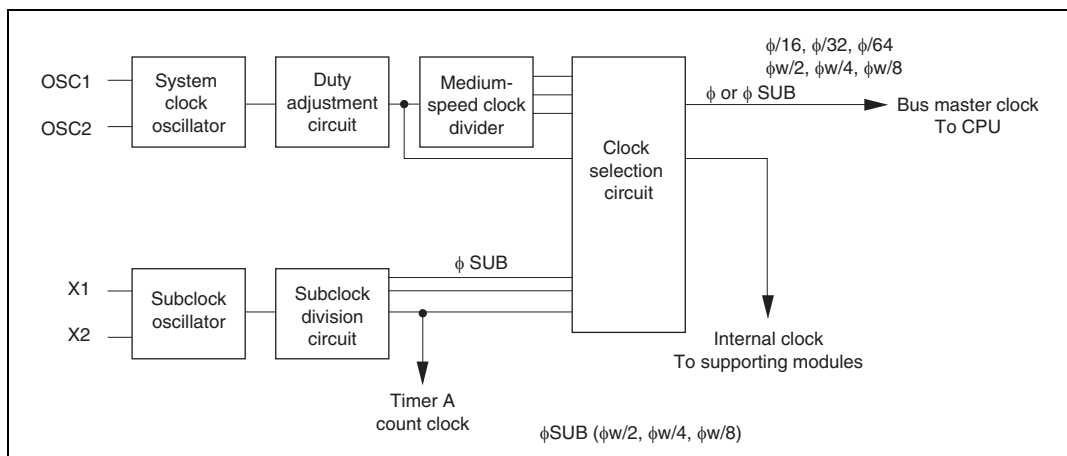 OSC1
OSC2
System
clock
oscillator
Duty
adjustment
circuit
Medium-
speed clock
divider
Clock
selection
circuit
ϕ/16, ϕ/32, ϕ/64
ϕw/2, ϕw/4, ϕw/8
ϕ or ϕ SUB
Bus master clock
To CPU
X1
X2
Subclock
oscillator
Subclock
division
circuit
ϕ SUB
Timer A
count clock
Internal clock
To supporting modules
ϕSUB (ϕw/2, ϕw/4, ϕw/8)